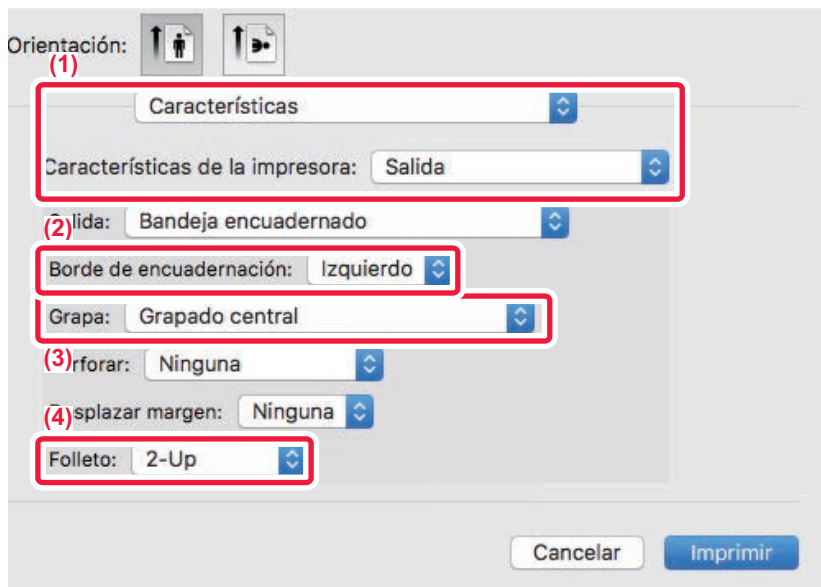 Orientación:
(1)
Características
Características de la impresora: Salida
(2)
lida: Bandeja encuadernado
Borde de encuadernación: Izquierdo
Grapa: Grapado central
(3)
rforar: Ninguna
(4)
splazar margen: Ninguna
Folleto: 2-Up
Cancelar Imprimir